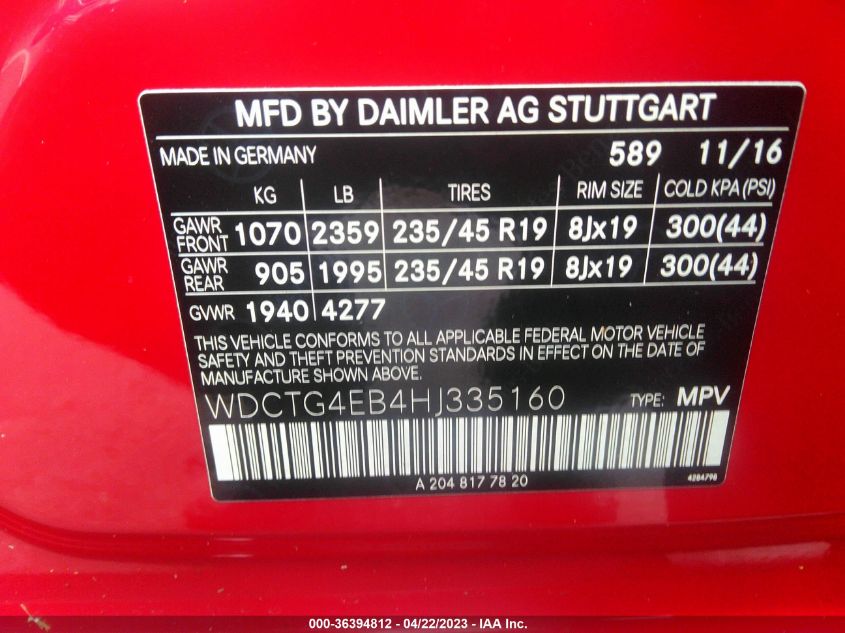 MFD BY DAIMLER AG STUTTGART
MADE IN GERMANY 589 11/16
KG LB TIRES RIM SIZE COLD KPA (PSI)
GAWR FRONT 1070 2359 235/45 R19 8Jx19 300(44)
GAWR REAR 905 1995 235/45 R19 8Jx19 300(44)
GVWR 1940 4277
THIS VEHICLE CONFORMS TO ALL APPLICABLE FEDERAL MOTOR VEHICLE
SAFETY AND THEFT PREVENTION STANDARDS IN EFFECT ON THE DATE OF
MANUFACTURE.
WDCTG4EB4HJ335160 TYPE: MPV
A 204 817 78 20 4284798
000-36394812 - 04/22/2023 - IAA Inc.